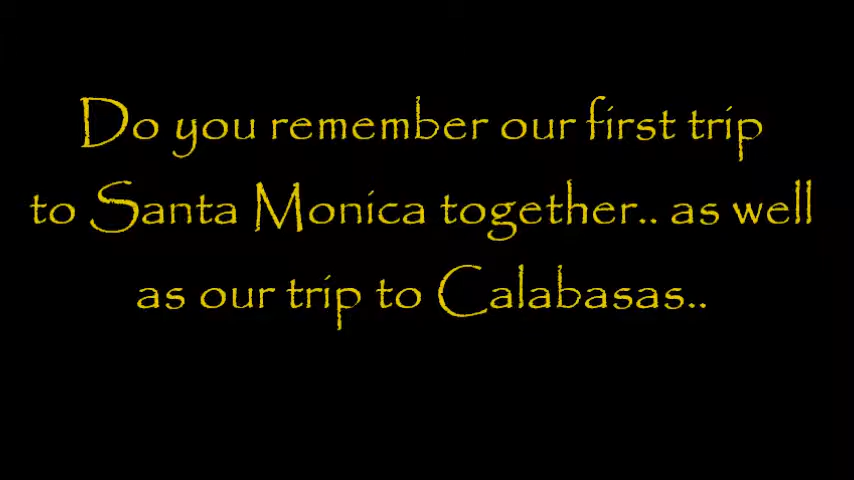 Do you remember our first trip
to Santa Monica together.. as well
as our trip to Calabasas..